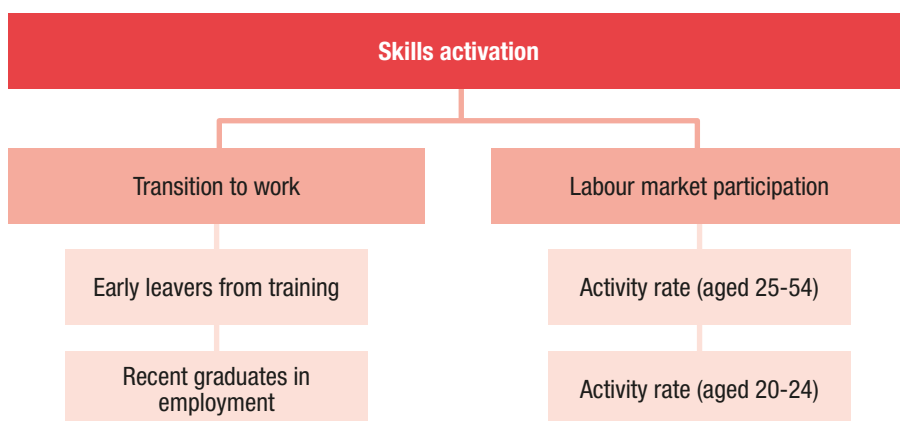 Skills activation
Transition to work
Labour market participation
Early leavers from training
Activity rate (aged 25-54)
Recent graduates in
employment
Activity rate (aged 20-24)